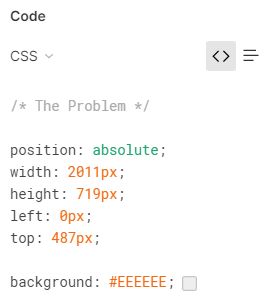 Code
CSS
/* The Problem */
position: absolute;
width: 2011px;
height: 719px;
left: 0px;
top: 487px;
background: #EEEEEE;